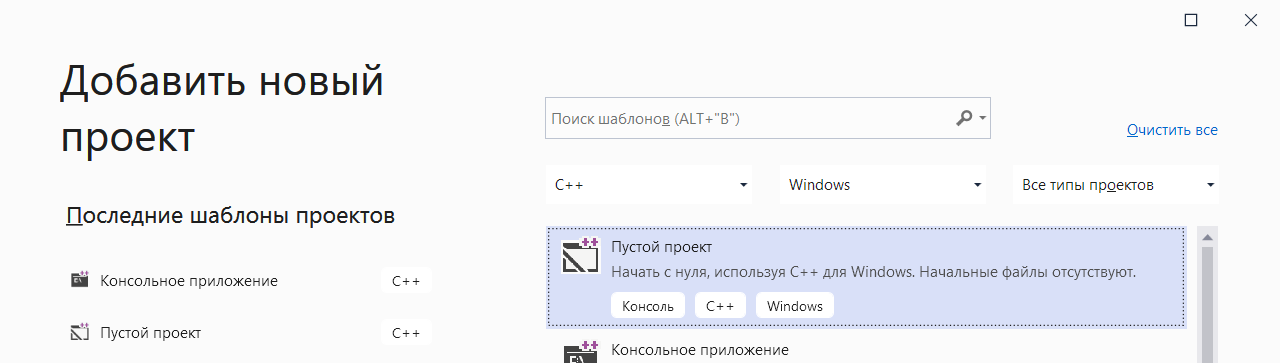 Добавить новый
проект
Последние шаблоны проектов
Консольное приложение C++
Пустой проект C++
Поиск шаблонов (ALT+"В")
Очистить все
C++ Windows Все типы проектов
Пустой проект
Начать с нуля, используя C++ для Windows. Начальные файлы отсутствуют.
Консоль C++ Windows
Консольное приложение